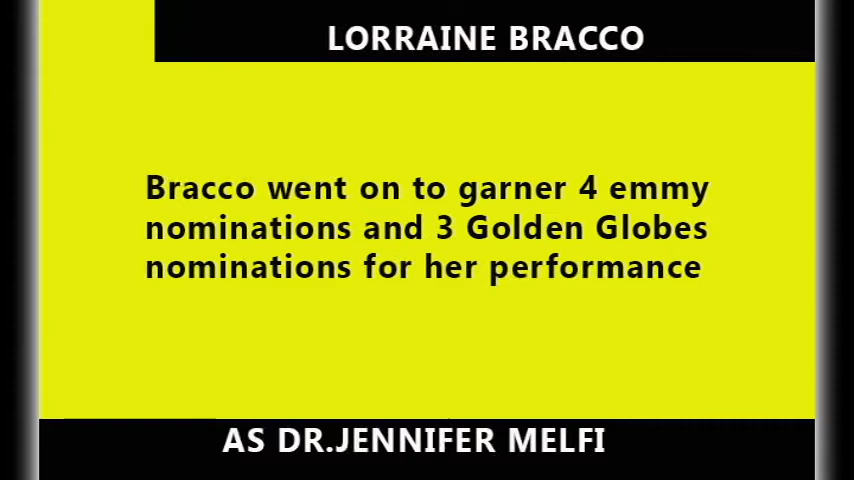 LORRAINE BRACCO
Bracco went on to garner 4 emmy
nominations and 3 Golden Globes
nominations for her performance
AS DR.JENNIFER MELFI